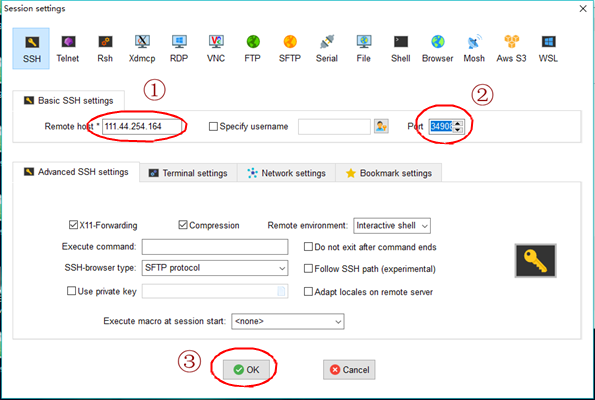 Session settings
SSH Telnet Rsh Xdmcp RDP VNC FTP SFTP Serial File Shell Browser Mosh Aws S3 WSL
① ②
Basic SSH settings
Remote host * 111.44.254.164 Specify username Port
Advanced SSH settings Terminal settings Network settings Bookmark settings
X11-Forwarding Compression Remote environment: Interactive shell
Execute command: Do not exit after command ends
SSH-browser type: SFTP protocol Follow SSH path (experimental)
Use private key Adapt locales on remote server
Execute macro at session start: <none>
③ OK Cancel